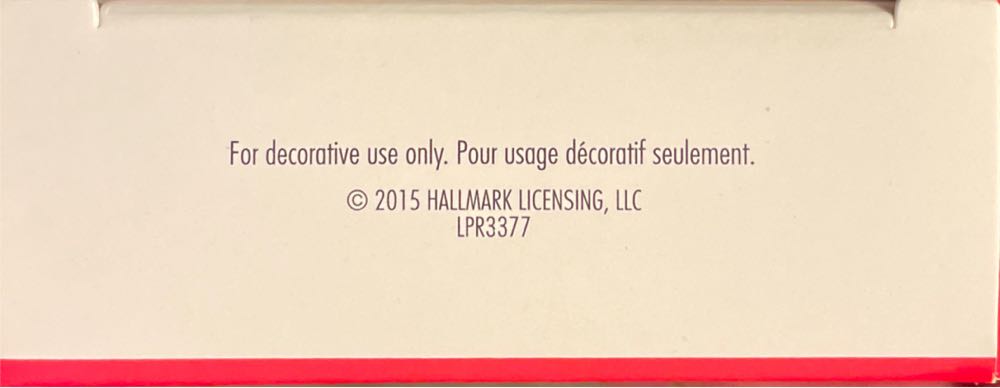 For decorative use only. Pour usage décoratif seulement.
© 2015 HALLMARK LICENSING, LLC
LPR3377